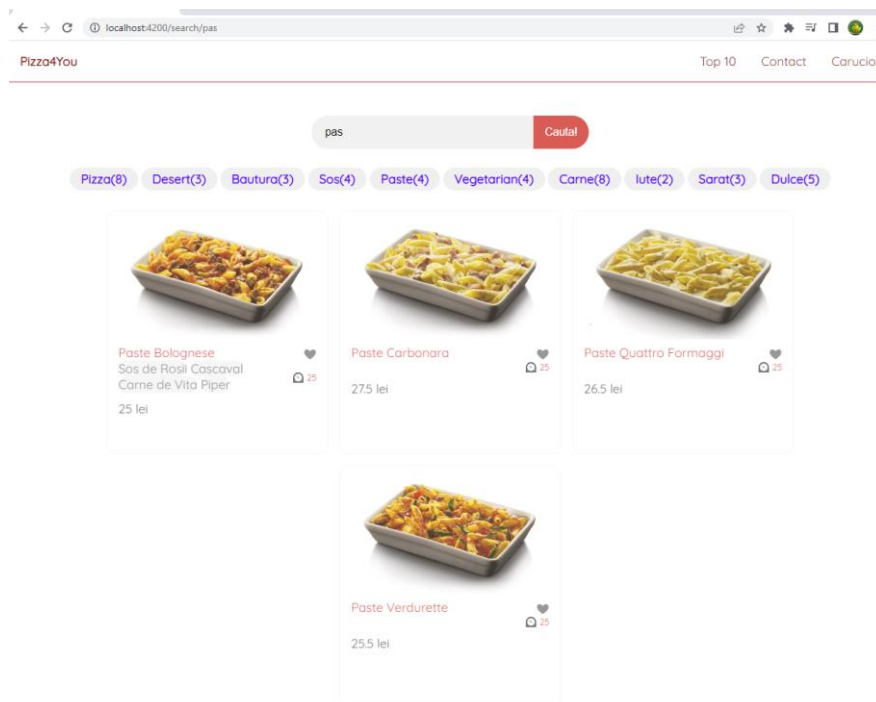 localhost:4200/search/pas
Pizza4You Top 10 Contact Carucio
pas Cauta!
Pizza(8) Desert(3) Bautura(3) Sos(4) Paste(4) Vegetarian(4) Carne(8) Iute(2) Sarat(3) Dulce(5)
Paste Bolognese
Sos de Rosii Cascaval
Carne de Vita Piper
25
25 lei
Paste Carbonara
25
27.5 lei
Paste Quattro Formaggi
25
26.5 lei
Paste Verdurette
25
25.5 lei